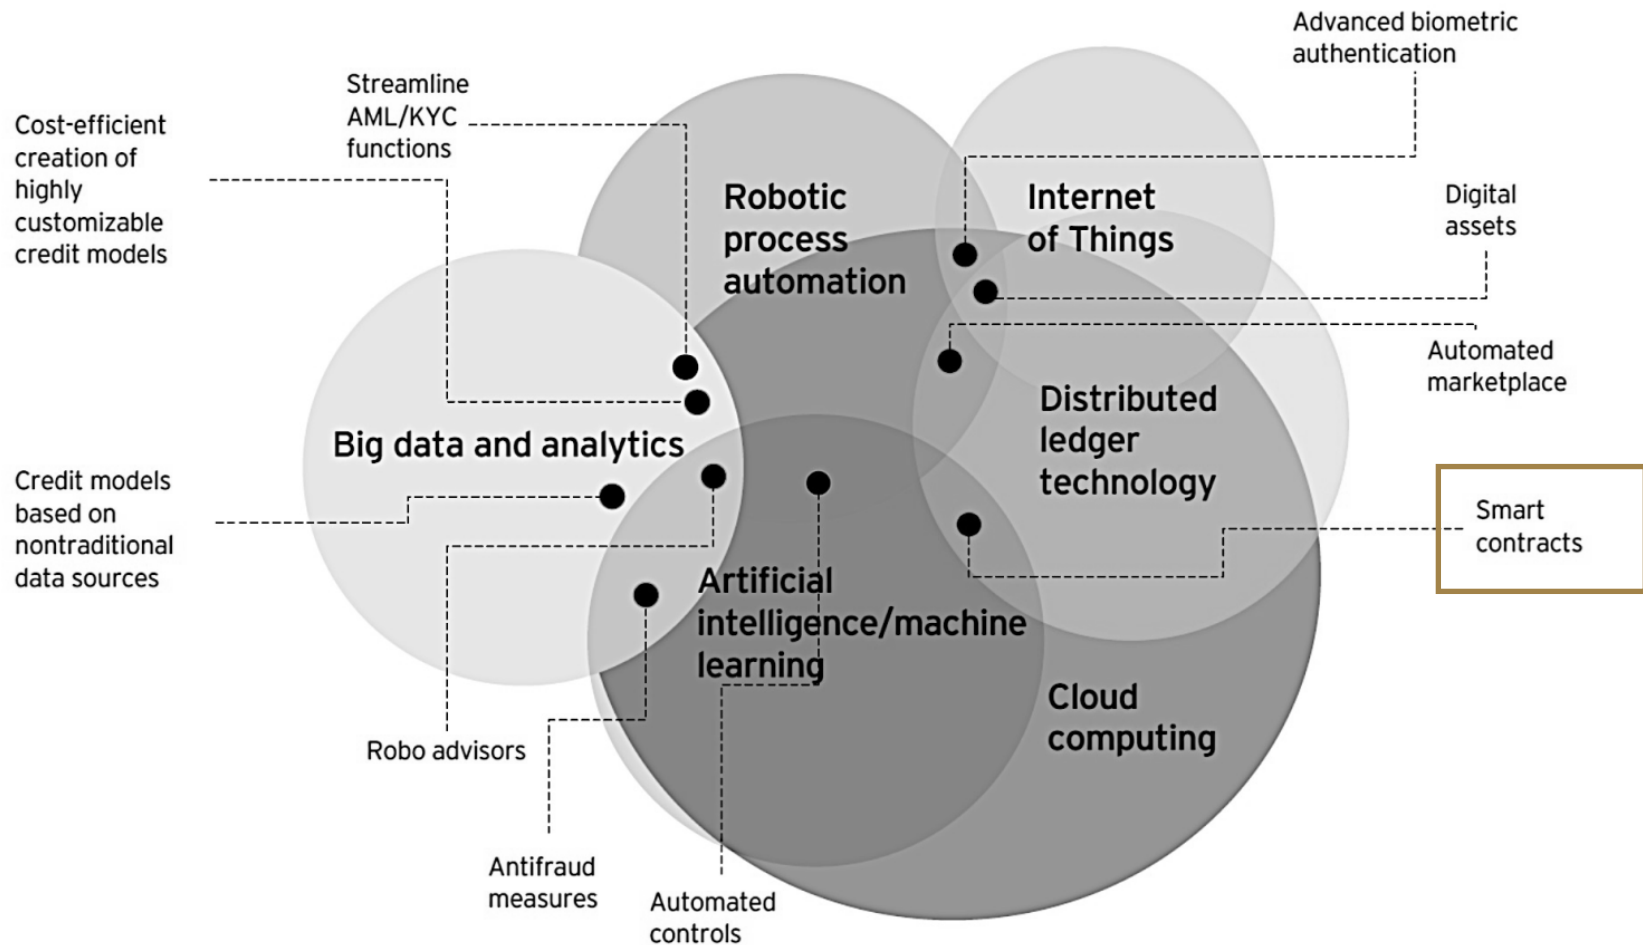 Advanced biometric
authentication
Streamline
AML/KYC
functions
Cost-efficient
creation of
highly
customizable
credit models
Robotic
process
automation
Internet
of Things
Digital
assets
Automated
marketplace
Distributed
ledger
technology
Big data and analytics
Credit models
based on
nontraditional
data sources
Smart
contracts
Artificial
intelligence/machine
learning
Cloud
computing
Robo advisors
Antifraud
measures
Automated
controls